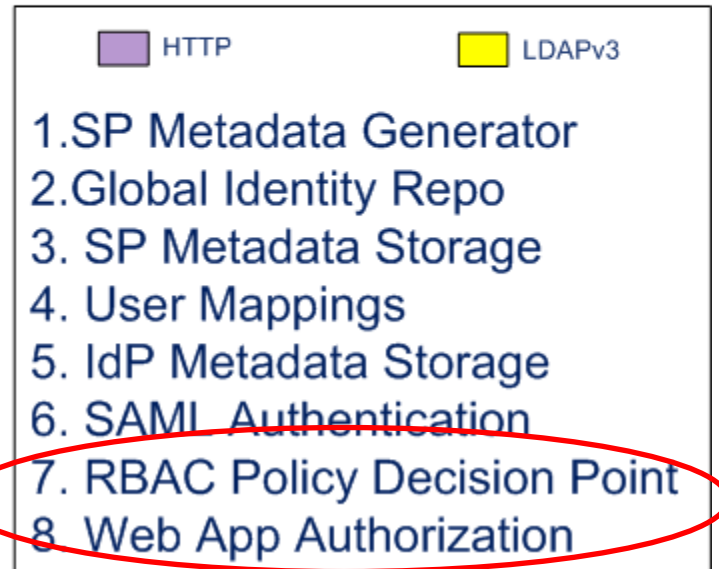 HTTP LDAPv3
1.SP Metadata Generator
2.Global Identity Repo
3. SP Metadata Storage
4. User Mappings
5. IdP Metadata Storage
6. SAML Authentication
7. RBAC Policy Decision Point
8. Web App Authorization